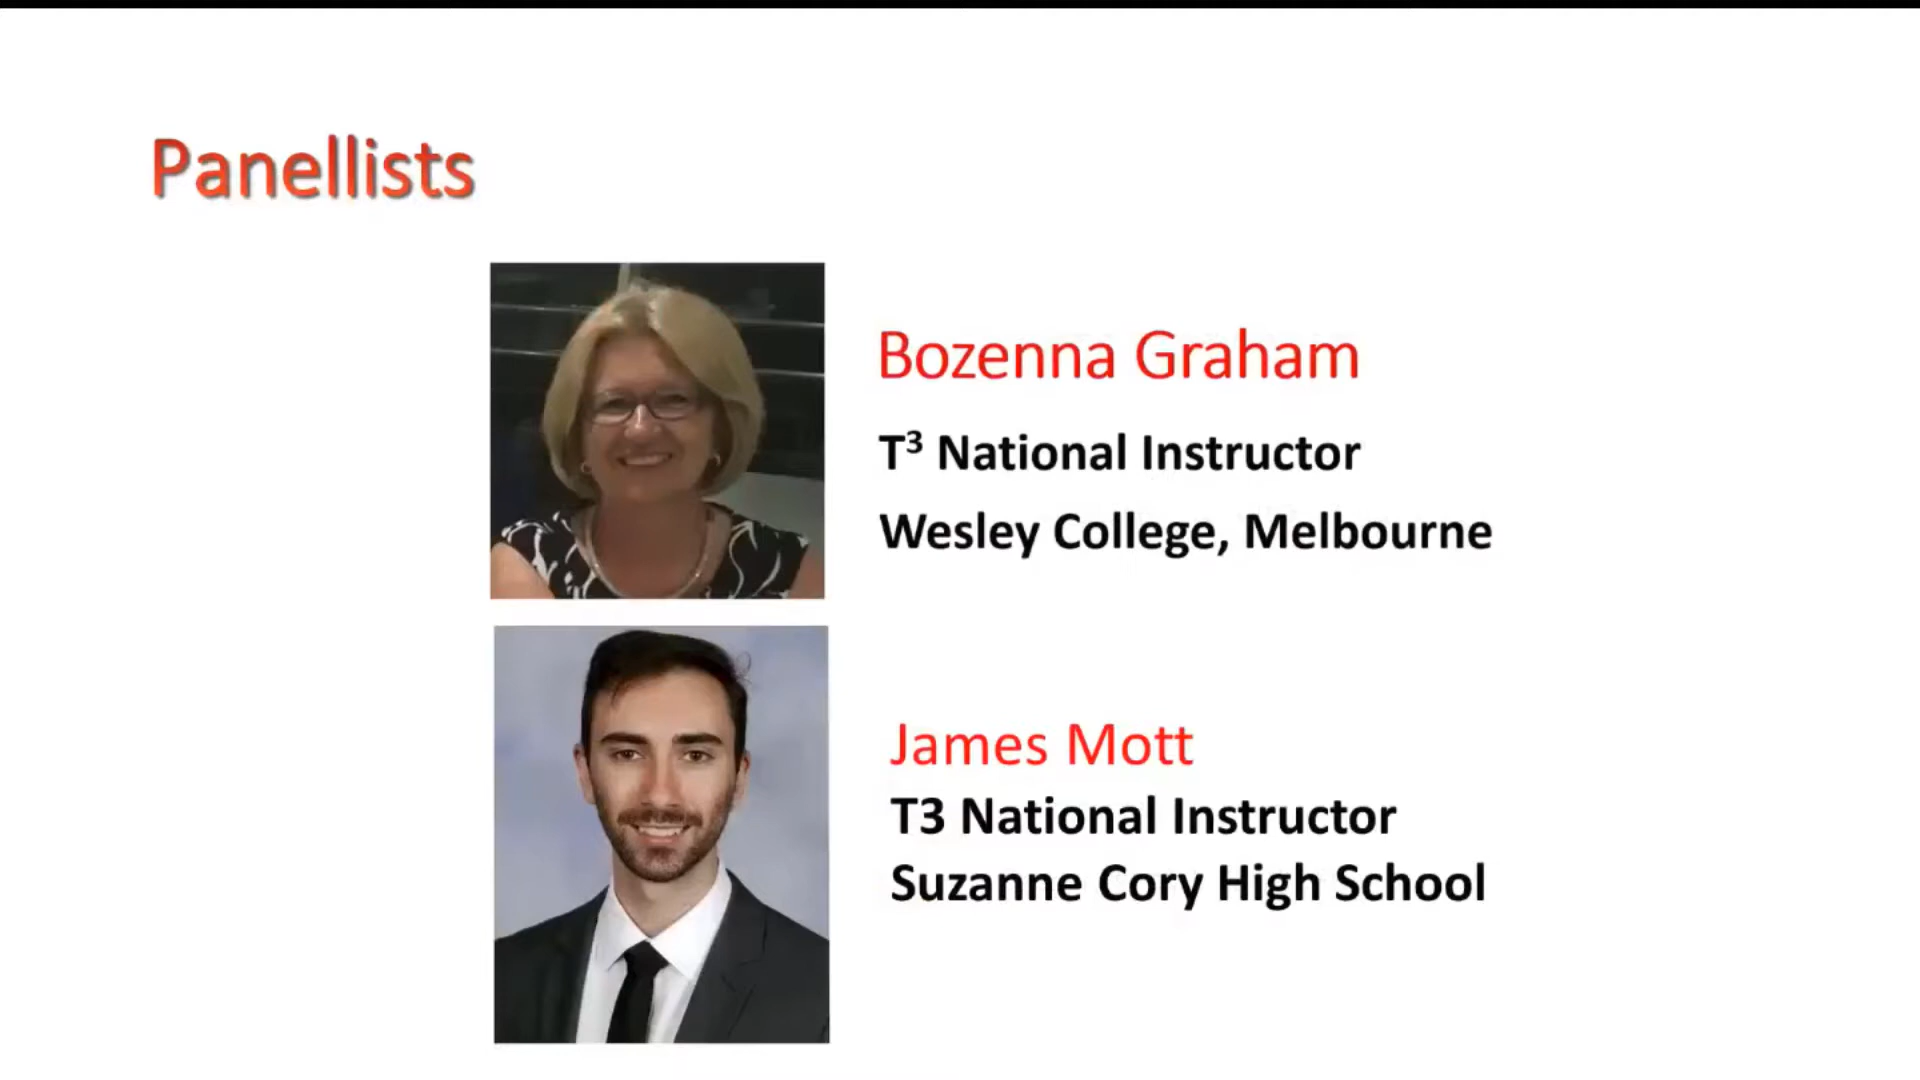 Panellists
Bozenna Graham
T³ National Instructor
Wesley College, Melbourne
James Mott
T3 National Instructor
Suzanne Cory High School